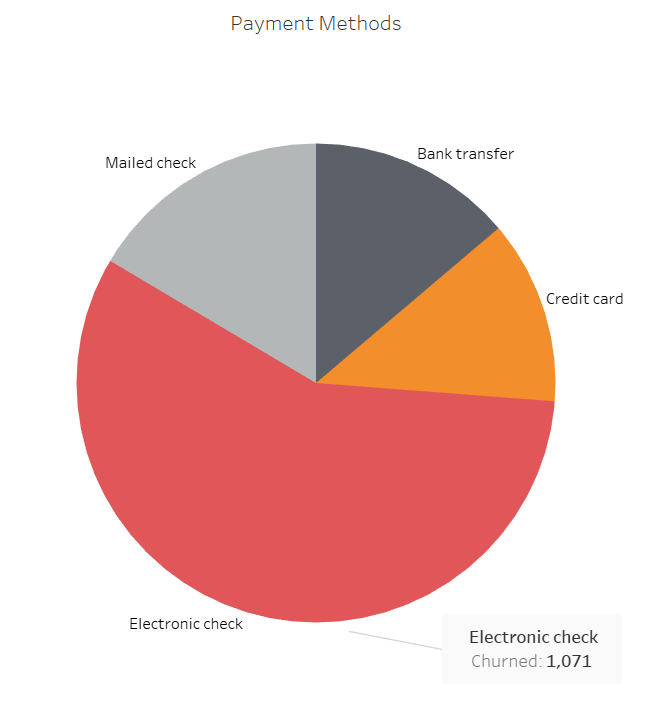 Payment Methods
Bank transfer
Mailed check
Credit card
Electronic check
Electronic check
Churned: 1,071